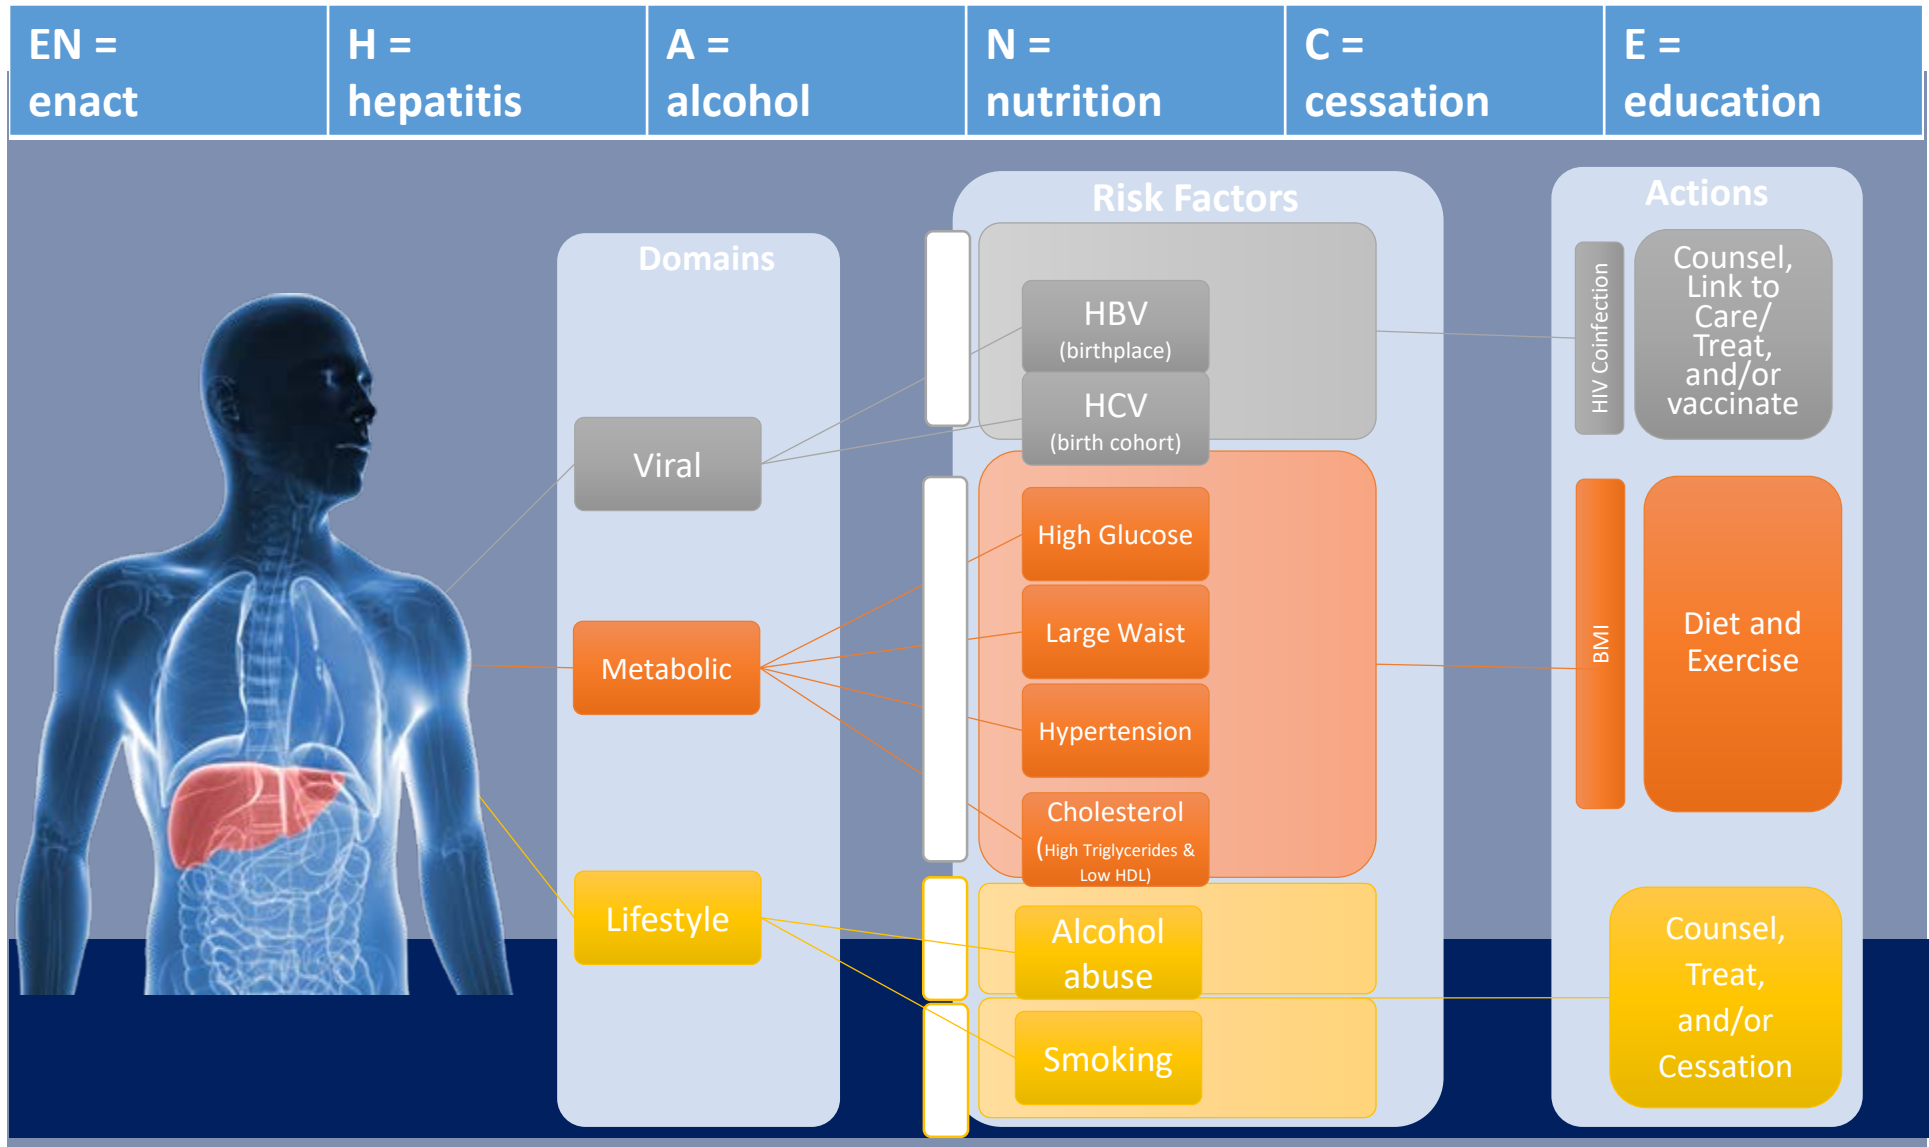 EN =
enact
H =
hepatitis
A =
alcohol
N =
nutrition
C =
cessation
E =
education
Domains
Viral
Metabolic
Lifestyle
Risk Factors
HBV
(birthplace)
HCV
(birth cohort)
High Glucose
Large Waist
Hypertension
Cholesterol
(High Triglycerides &
Low HDL)
Alcohol
abuse
Smoking
Actions
HIV Coinfection
Counsel,
Link to
Care/
Treat,
and/or
vaccinate
BMI
Diet and
Exercise
Counsel,
Treat,
and/or
Cessation